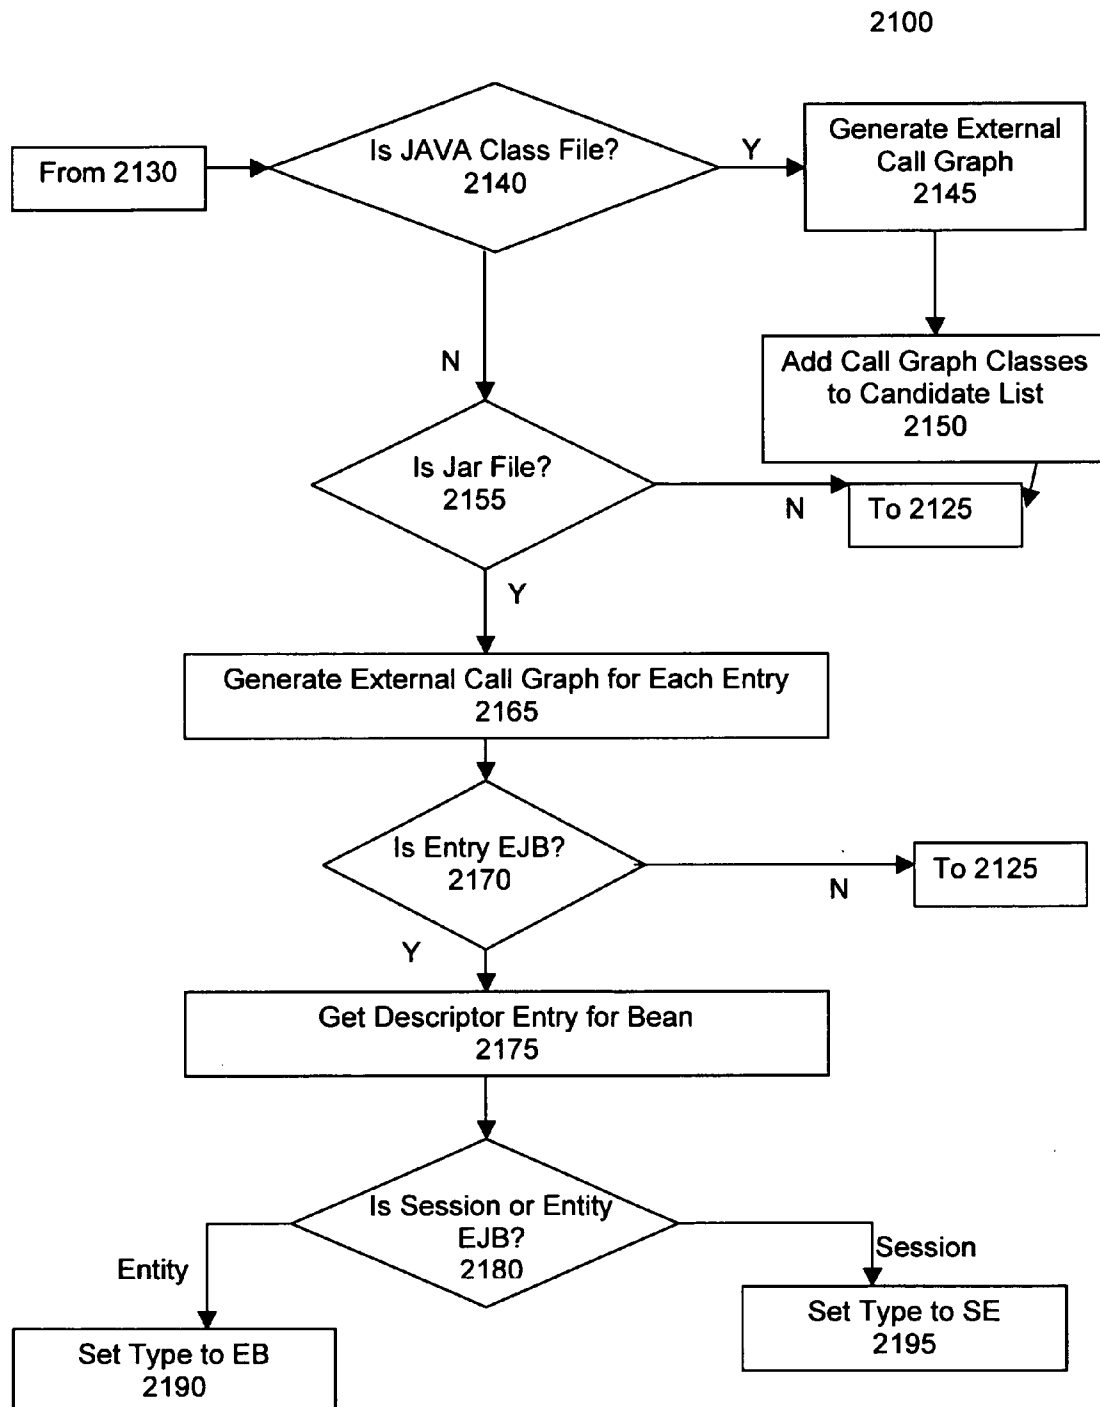 2100
From 2130
Is JAVA Class File?
2140
Y
Generate External
Call Graph
2145
N
Add Call Graph Classes
to Candidate List
2150
Is Jar File?
2155
N
To 2125
Y
Generate External Call Graph for Each Entry
2165
Is Entry EJB?
2170
N
To 2125
Y
Get Descriptor Entry for Bean
2175
Is Session or Entity
EJB?
2180
Entity
Session
Set Type to EB
2190
Set Type to SE
2195